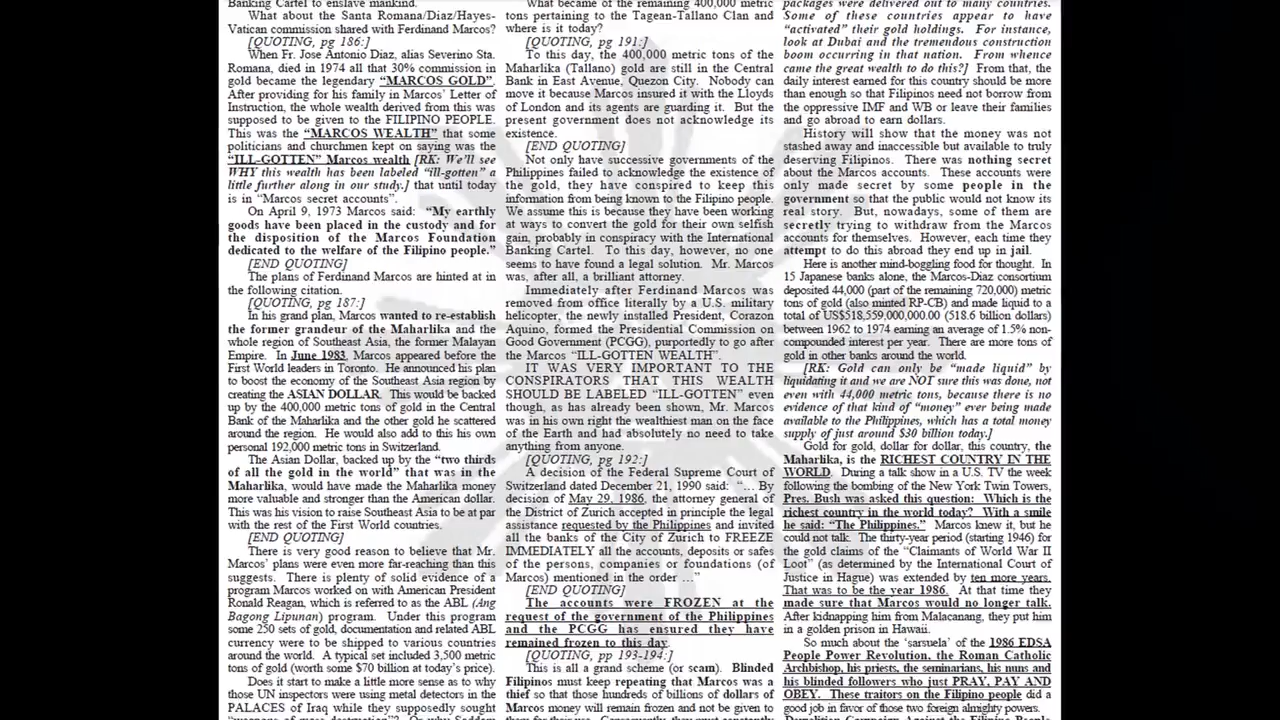 Banking Cartel to enslave mankind.
What about the Santa Romana/Diaz/Hayes-
Vatican commission shared with Ferdinand Marcos?
[QUOTING, pg 186:]
When Fr. Jose Antonio Diaz, alias Severino Sta.
Romana, died in 1974 all that 30% commission in
gold became the legendary "MARCOS GOLD".
After providing for his family in Marcos' Letter of
Instruction, the whole wealth derived from this was
supposed to be given to the FILIPINO PEOPLE.
This was the "MARCOS WEALTH" that some
politicians and churchmen kept on saying was the
"ILL-GOTTEN" Marcos wealth [RK: We'll see
WHY this wealth has been labeled "ill-gotten" a
little further along in our study.] that until today
is in "Marcos secret accounts".
On April 9, 1973 Marcos said: "My earthly
goods have been placed in the custody and for
the disposition of the Marcos Foundation
dedicated to the welfare of the Filipino people."
[END QUOTING]
The plans of Ferdinand Marcos are hinted at in
the following citation.
[QUOTING, pg 187:]
In his grand plan, Marcos wanted to re-establish
the former grandeur of the Maharlika and the
whole region of Southeast Asia, the former Malayan
Empire. In June 1983, Marcos appeared before the
First World leaders in Toronto. He announced his plan
to boost the economy of the Southeast Asia region by
creating the ASIAN DOLLAR. This would be backed
up by the 400,000 metric tons of gold in the Central
Bank of the Maharlika and the other gold he scattered
around the region. He would also add to this his own
personal 192,000 metric tons in Switzerland.
The Asian Dollar, backed up by the "two thirds
of all the gold in the world" that was in the
Maharlika, would have made the Maharlika money
more valuable and stronger than the American dollar.
This was his vision to raise Southeast Asia to be at par
with the rest of the First World countries.
[END QUOTING]
There is very good reason to believe that Mr.
Marcos' plans were even more far-reaching than this
suggests. There is plenty of solid evidence of a
program Marcos worked on with American President
Ronald Reagan, which is referred to as the ABL (Ang
Bagong Lipunan) program. Under this program
some 250 sets of gold, documentation and related ABL
currency were to be shipped to various countries
around the world. A typical set included 3,500 metric
tons of gold (worth some $70 billion at today's price).
Does it start to make a little more sense as to why
those UN inspectors were using metal detectors in the
PALACES of Iraq while they supposedly sought
"weapons of mass destruction"? Or why Saddam
What became of the remaining 400,000 metric
tons pertaining to the Tagean-Tallano Clan and
where is it today?
[QUOTING, pg 191:]
To this day, the 400,000 metric tons of the
Maharlika (Tallano) gold are still in the Central
Bank in East Avenue, Quezon City. Nobody can
move it because Marcos insured it with the Lloyds
of London and its agents are guarding it. But the
present government does not acknowledge its
existence.
[END QUOTING]
Not only have successive governments of the
Philippines failed to acknowledge the existence of
the gold, they have conspired to keep this
information from being known to the Filipino people.
We assume this is because they have been working
at ways to convert the gold for their own selfish
gain, probably in conspiracy with the International
Banking Cartel. To this day, however, no one
seems to have found a legal solution. Mr. Marcos
was, after all, a brilliant attorney.
Immediately after Ferdinand Marcos was
removed from office literally by a U.S. military
helicopter, the newly installed President, Corazon
Aquino, formed the Presidential Commission on
Good Government (PCGG), purportedly to go after
the Marcos "ILL-GOTTEN WEALTH".
IT WAS VERY IMPORTANT TO THE
CONSPIRATORS THAT THIS WEALTH
SHOULD BE LABELED "ILL-GOTTEN" even
though, as has already been shown, Mr. Marcos
was in his own right the wealthiest man on the face
of the Earth and had absolutely no need to take
anything from anyone.
[QUOTING, pg 192:]
A decision of the Federal Supreme Court of
Switzerland dated December 21, 1990 said: "... By
decision of May 29, 1986, the attorney general of
the District of Zurich accepted in principle the legal
assistance requested by the Philippines and invited
all the banks of the City of Zurich to FREEZE
IMMEDIATELY all the accounts, deposits or safes
of the persons, companies or foundations (of
Marcos) mentioned in the order ..."
[END QUOTING]
The accounts were FROZEN at the
request of the government of the Philippines
and the PCGG has ensured they have
remained frozen to this day.
[QUOTING, pp 193-194:]
This is all a grand scheme (or scam). Blinded
Filipinos must keep repeating that Marcos was a
thief so that those hundreds of billions of dollars of
Marcos money will remain frozen and not be given to
packages were delivered out to many countries.
Some of these countries appear to have
"activated" their gold holdings. For instance,
look at Dubai and the tremendous construction
boom occurring in that nation. From whence
came the great wealth to do this?] From that, the
daily interest earned for this country should be more
than enough so that Filipinos need not borrow from
the oppressive IMF and WB or leave their families
and go abroad to earn dollars.
History will show that the money was not
stashed away and inaccessible but available to truly
deserving Filipinos. There was nothing secret
about the Marcos accounts. These accounts were
only made secret by some people in the
government so that the public would not know its
real story. But, nowadays, some of them are
secretly trying to withdraw from the Marcos
accounts for themselves. However, each time they
attempt to do this abroad they end up in jail.
Here is another mind-boggling food for thought. In
15 Japanese banks alone, the Marcos-Diaz consortium
deposited 44,000 (part of the remaining 720,000) metric
tons of gold (also minted RP-CB) and made liquid to a
total of US$518,559,000,000.00 (518.6 billion dollars)
between 1962 to 1974 earning an average of 1.5% non-
compounded interest per year. There are more tons of
gold in other banks around the world.
[RK: Gold can only be "made liquid" by
liquidating it and we are NOT sure this was done, not
even with 44,000 metric tons, because there is no
evidence of that kind of "money" ever being made
available to the Philippines, which has a total money
supply of just around $30 billion today.]
Gold for gold, dollar for dollar, this country, the
Maharlika, is the RICHEST COUNTRY IN THE
WORLD. During a talk show in a U.S. TV the week
following the bombing of the New York Twin Towers,
Pres. Bush was asked this question: Which is the
richest country in the world today? With a smile
he said: "The Philippines." Marcos knew it, but he
could not talk. The thirty-year period (starting 1946) for
the gold claims of the "Claimants of World War II
Loot" (as determined by the International Court of
Justice in Hague) was extended by ten more years.
That was to be the year 1986. At that time they
made sure that Marcos would no longer talk.
After kidnapping him from Malacanang, they put him
in a golden prison in Hawaii.
So much about the 'sarsuela' of the 1986 EDSA
People Power Revolution, the Roman Catholic
Archbishop, his priests, the seminarians, his nuns and
his blinded followers who just PRAY, PAY AND
OBEY. These traitors on the Filipino people did a
good job in favor of those two foreign almighty powers.